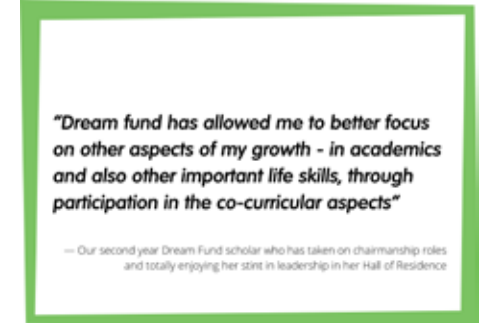 “Dream fund has allowed me to better focus
on other aspects of my growth - in academics
and also other important life skills, through
participation in the co-curricular aspects”
— Our second year Dream Fund scholar who has taken on chairmanship roles
and totally enjoying her stint in leadership in her Hall of Residence